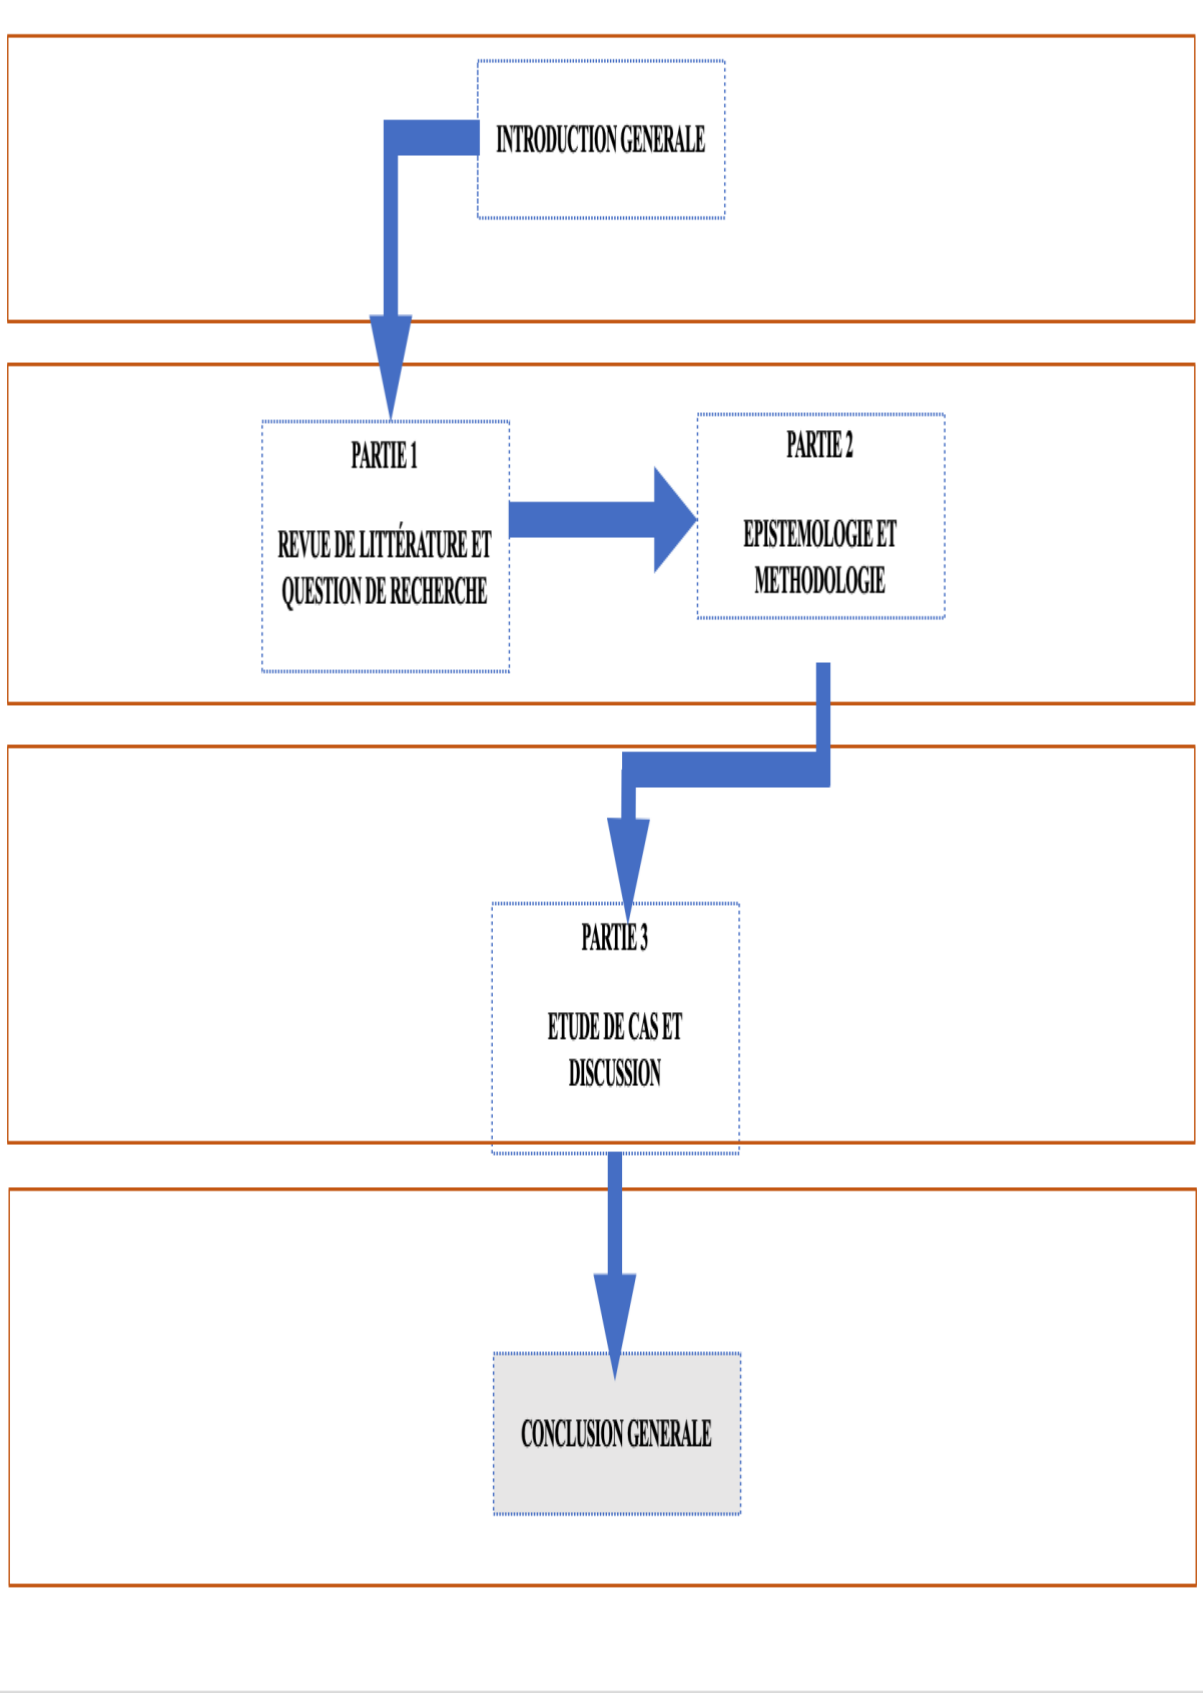 INTRODUCTION GENERALE
PARTIE 1
REVUE DE LITTÉRATURE ET
QUESTION DE RECHERCHE
PARTIE 2
EPISTEMOLOGIE ET
METHODOLOGIE
PARTIE 3
ETUDE DE CAS ET
DISCUSSION
CONCLUSION GENERALE